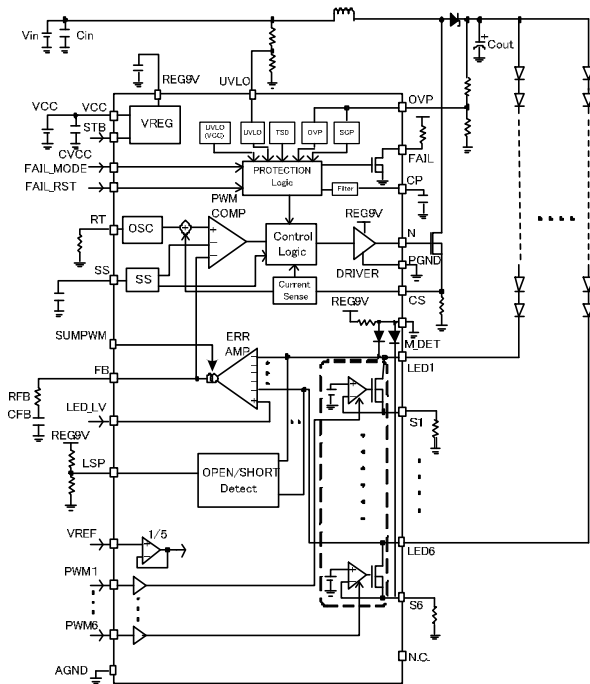 Vin
Cin
Cout
REG9V
UVLO
VCC
VCC
STB
CVCC
VREG
UVLO
(VCC)
UVLO
TSD
OVP
SCP
OVP
FAIL
FAIL_MODE
FAIL_RST
PROTECTION
Logic
Filter
CP
PWM
COMP
RT
OSC
REG9V
N
Control
Logic
PGND
DRIVER
SS
SS
Current
Sense
CS
REG9V
SUMPWM
ERR
AMP
M_DET
FB
LED1
RFB
CFB
LED_LV
S1
REG9V
LSP
OPEN/SHORT
Detect
VREF
1/5
LED6
PWM1
S6
PWM6
AGND
N.C.